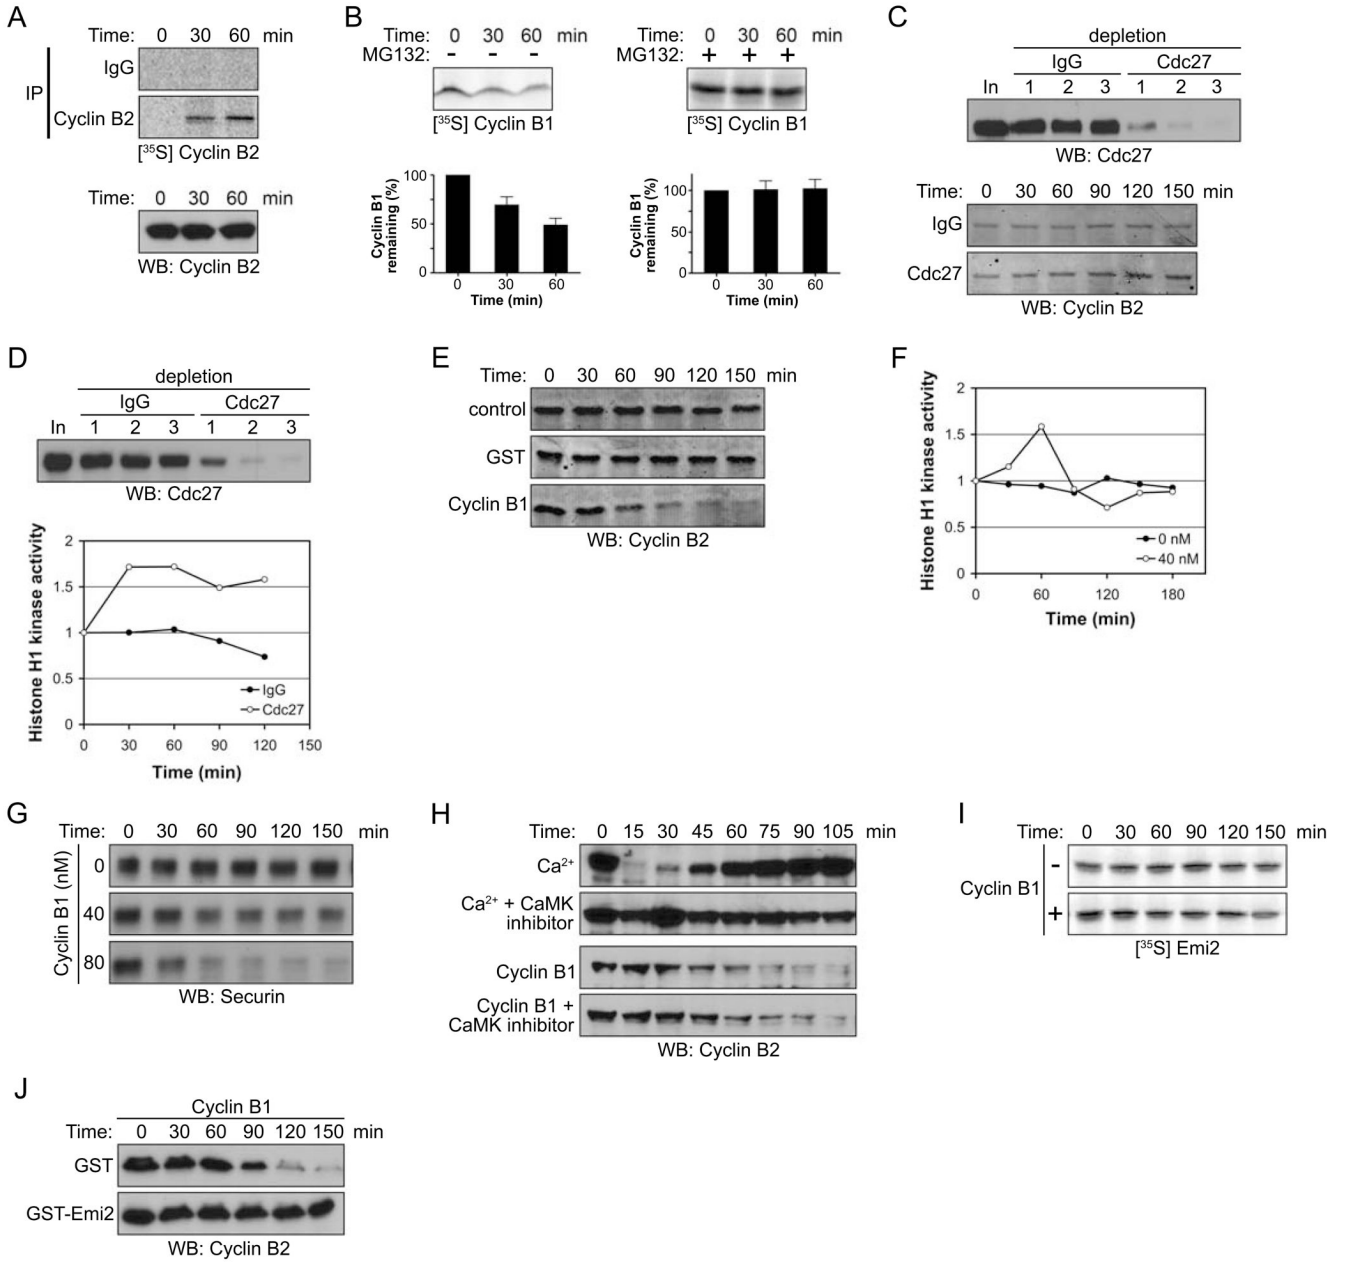 A
Time: 0 30 60 min
IP
IgG
Cyclin B2
[³⁵S] Cyclin B2
Time: 0 30 60 min
WB: Cyclin B2
B
Time: 0 30 60 min
MG132: - - -
[³⁵S] Cyclin B1
Time: 0 30 60 min
MG132: + + +
[³⁵S] Cyclin B1
Cyclin B1
remaining (%)
100
50
0
0 30 60
Time (min)
Cyclin B1
remaining (%)
100
50
0
0 30 60
Time (min)
C
depletion
IgG Cdc27
In 1 2 3 1 2 3
WB: Cdc27
Time: 0 30 60 90 120 150 min
IgG
Cdc27
WB: Cyclin B2
D
depletion
IgG Cdc27
In 1 2 3 1 2 3
WB: Cdc27
Histone H1 kinase activity
2
1.5
1
0.5
0
IgG
Cdc27
0 30 60 90 120 150
Time (min)
E
Time: 0 30 60 90 120 150 min
control
GST
Cyclin B1
WB: Cyclin B2
F
Histone H1 kinase activity
2
1.5
1
0.5
0
0 nM
40 nM
0 60 120 180
Time (min)
G
Time: 0 30 60 90 120 150 min
Cyclin B1 (nM)
0
40
80
WB: Securin
H
Time: 0 15 30 45 60 75 90 105 min
Ca²⁺
Ca²⁺ + CaMK
inhibitor
Cyclin B1
Cyclin B1 +
CaMK inhibitor
WB: Cyclin B2
I
Time: 0 30 60 90 120 150 min
Cyclin B1
-
+
[³⁵S] Emi2
J
Cyclin B1
Time: 0 30 60 90 120 150 min
GST
GST-Emi2
WB: Cyclin B2